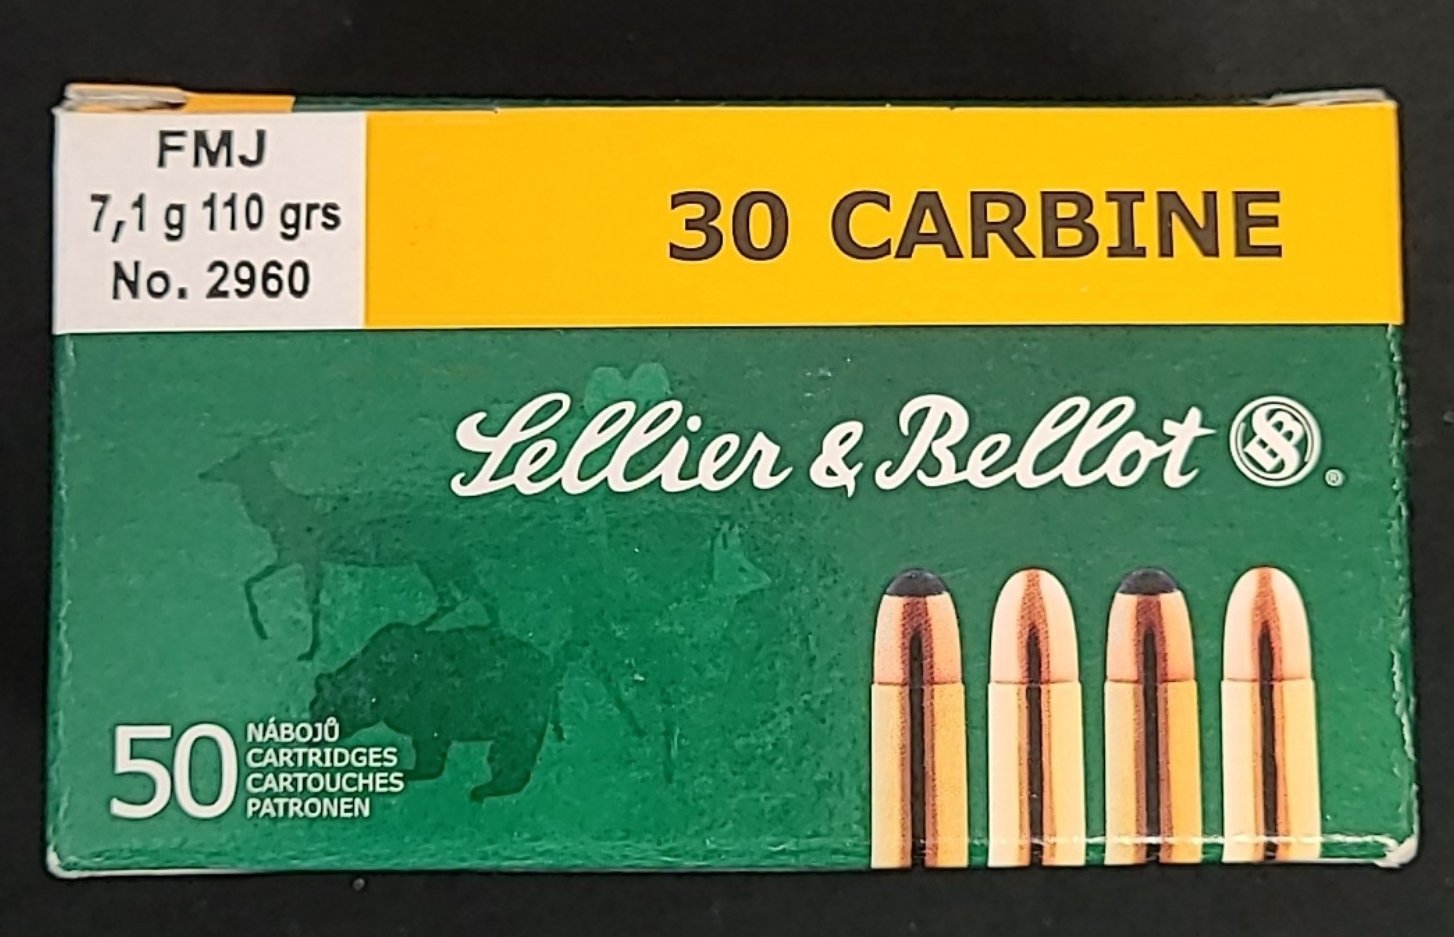 FMJ
7,1 g 110 grs
No. 2960
30 CARBINE
Sellier & Bellot
®
50
NÁBOJŮ
CARTRIDGES
CARTOUCHES
PATRONEN